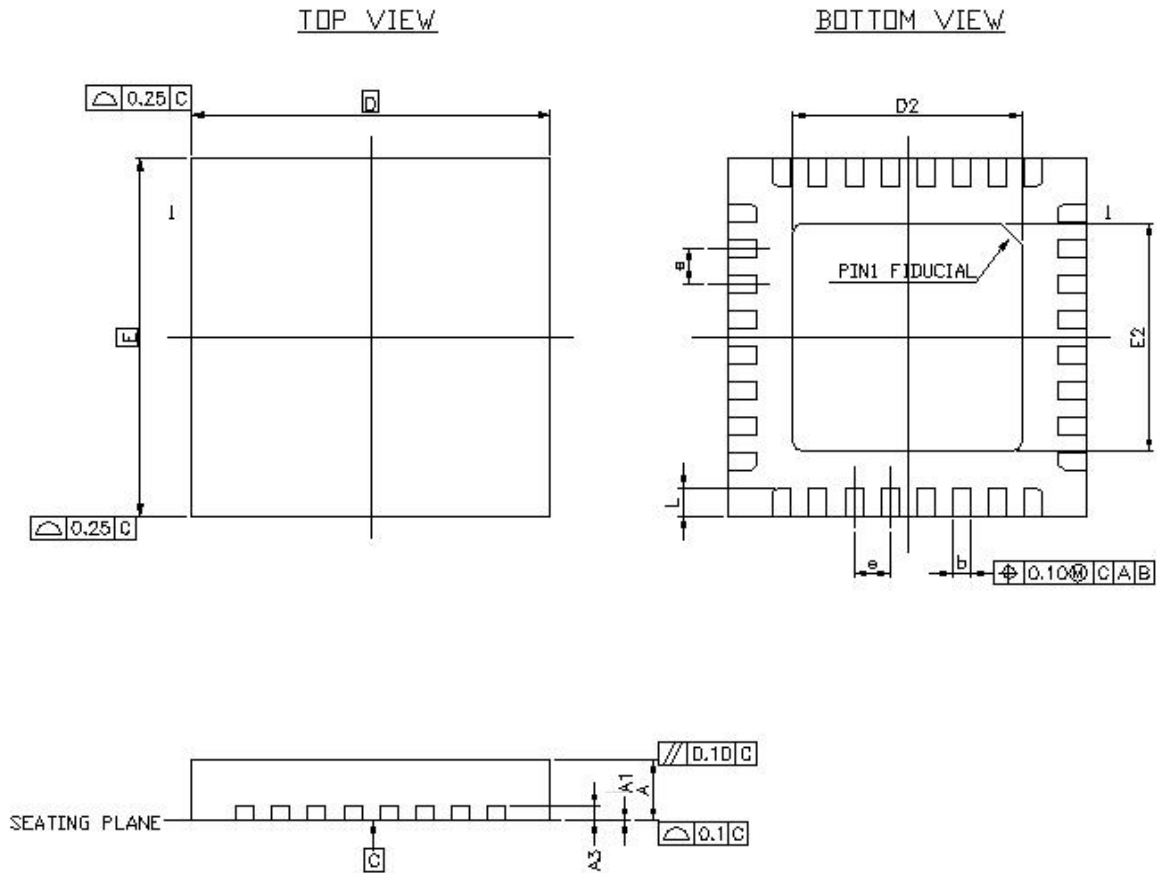 TOP VIEW
BOTTOM VIEW
⌓ 0.25 C
D
D2
1
1
e
PIN1 FIDUCIAL
E
E2
L
⌓ 0.25 C
e
b
⌖ 0.10Ⓜ C A B
// 0.10 C
A1
A
SEATING PLANE
⌓ 0.1 C
A3
C